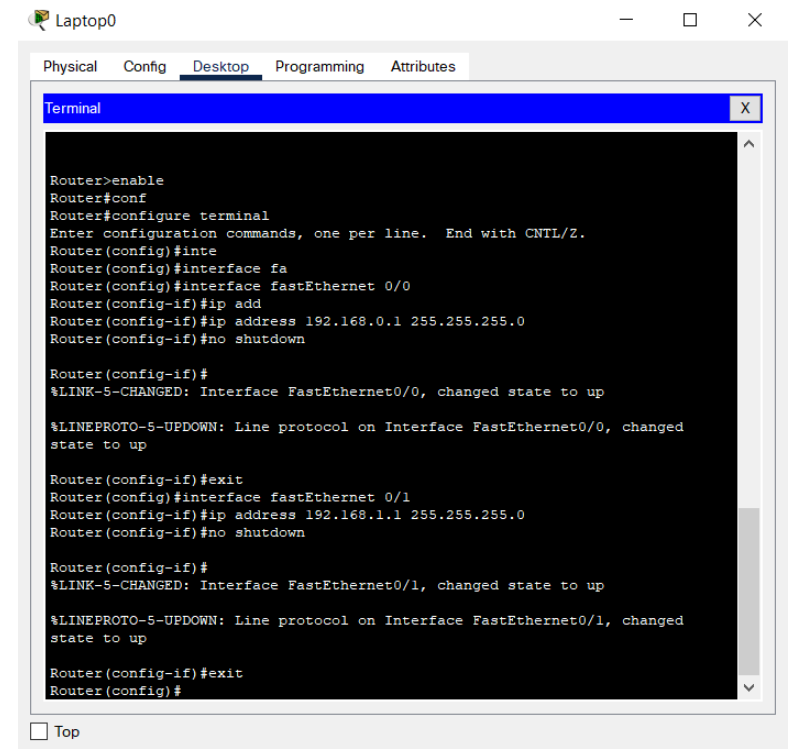 Laptop0
Physical Config Desktop Programming Attributes
Terminal
X
Router>enable
Router#conf
Router#configure terminal
Enter configuration commands, one per line.  End with CNTL/Z.
Router(config)#inte
Router(config)#interface fa
Router(config)#interface fastEthernet 0/0
Router(config-if)#ip add
Router(config-if)#ip address 192.168.0.1 255.255.255.0
Router(config-if)#no shutdown
Router(config-if)#
%LINK-5-CHANGED: Interface FastEthernet0/0, changed state to up
%LINEPROTO-5-UPDOWN: Line protocol on Interface FastEthernet0/0, changed
state to up
Router(config-if)#exit
Router(config)#interface fastEthernet 0/1
Router(config-if)#ip address 192.168.1.1 255.255.255.0
Router(config-if)#no shutdown
Router(config-if)#
%LINK-5-CHANGED: Interface FastEthernet0/1, changed state to up
%LINEPROTO-5-UPDOWN: Line protocol on Interface FastEthernet0/1, changed
state to up
Router(config-if)#exit
Router(config)#
Top